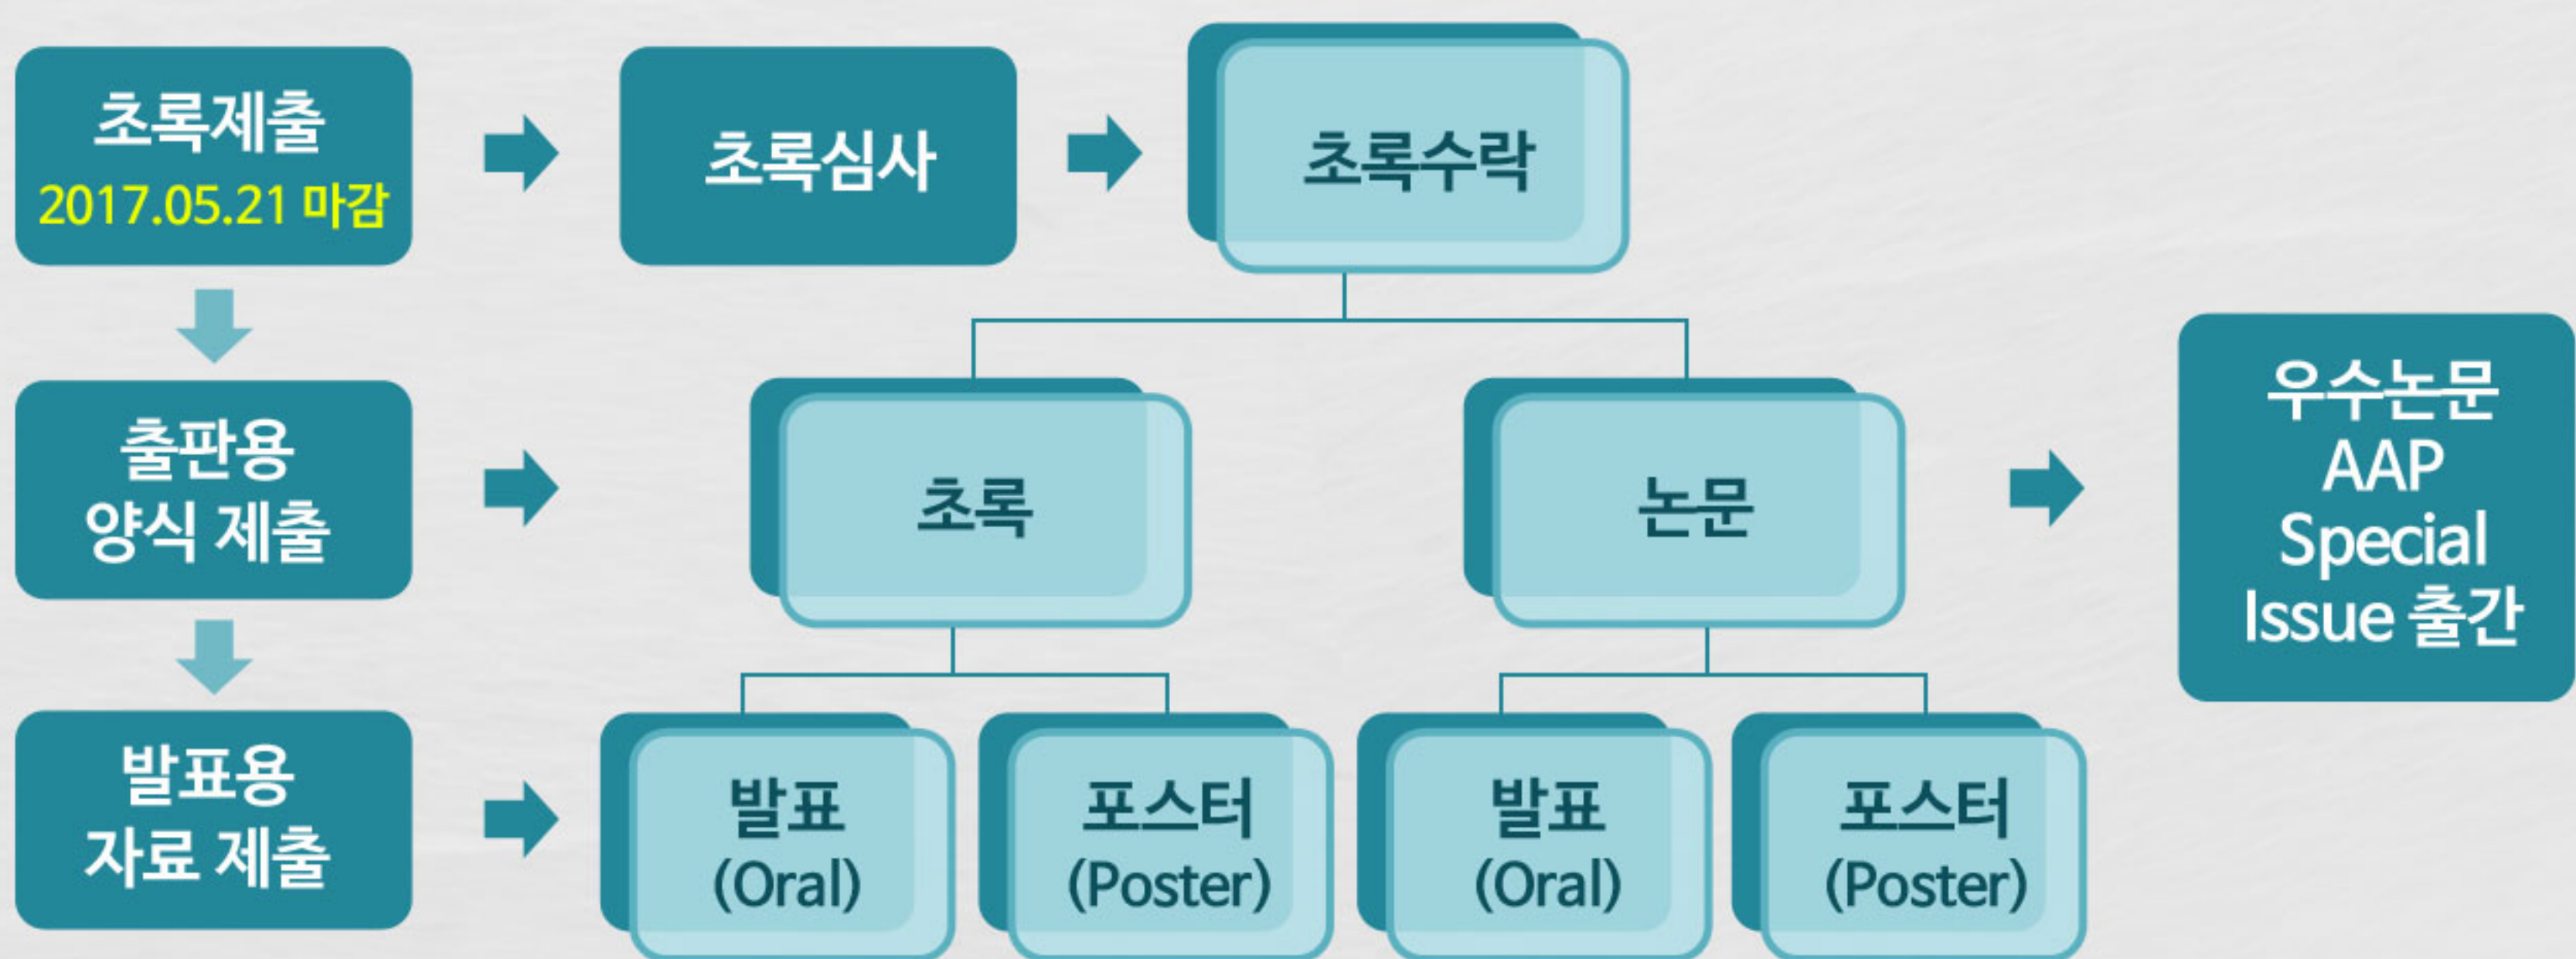 초록제출
2017.05.21 마감
초록심사
초록수락
출판용
양식 제출
초록
논문
우수논문
AAP
Special
Issue 출간
발표용
자료 제출
발표
(Oral)
포스터
(Poster)
발표
(Oral)
포스터
(Poster)